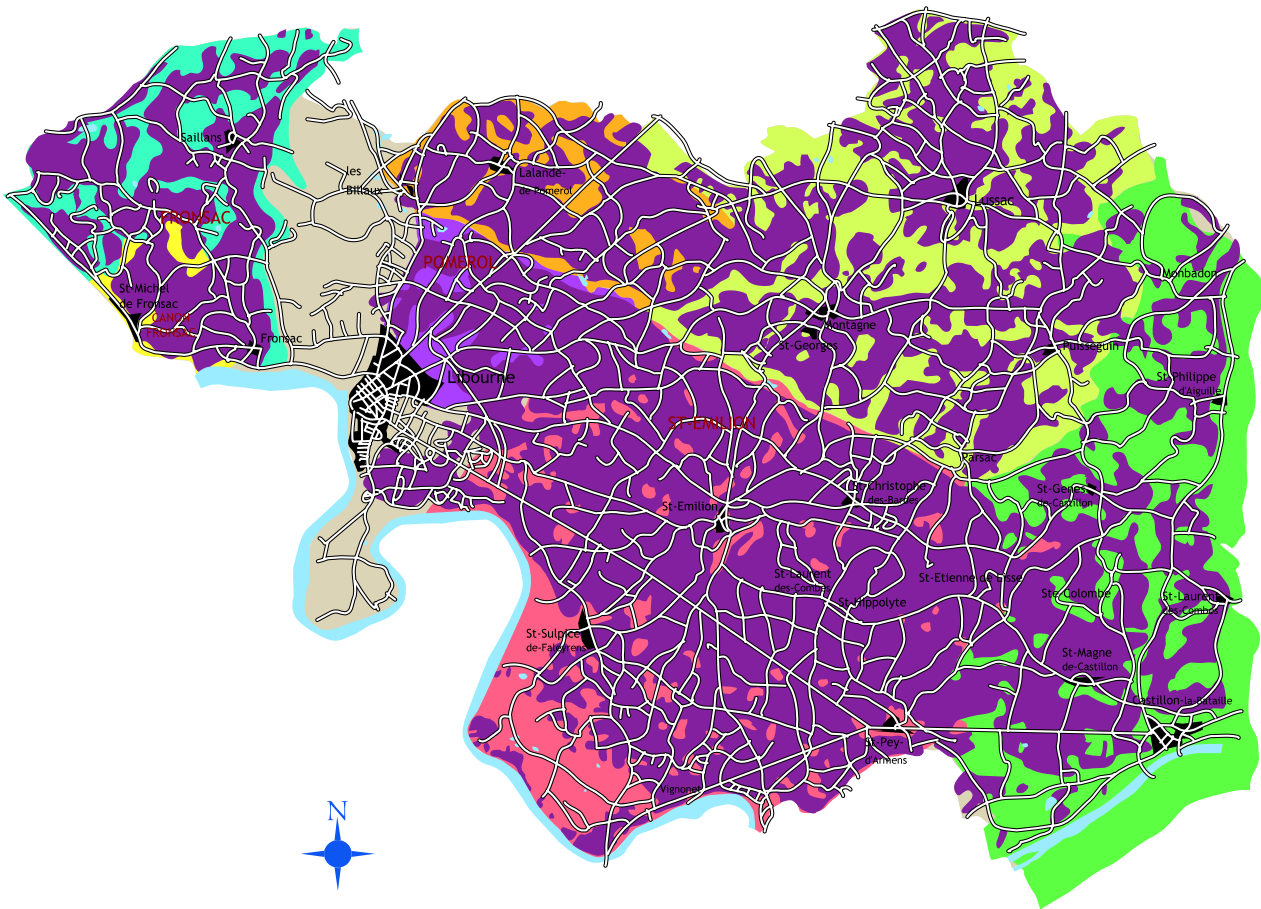 Saillans
les
Billaux
Lalande-
de Pomerol
Lussac
FRONSAC
POMEROL
Monbadon
St-Michel
de Fronsac
CANON
FRONSAC
Fronsac
Montagne
St-Georges
Puisseguin
Libourne
St-Philippe
d'Aiguille
ST-EMILION
Parsac
St-Christophe
des-Bardes
St-Genes
de-Castillon
St-Emilion
St-Laurent
des-Combes
St-Etienne de Lisse
St-Hippolyte
Ste-Colombe
St-Laurent
des-Combes
St-Sulpice
de-Faleyrens
St-Magne
de-Castillon
Castillon-la-Bataille
St-Pey-
d'Armens
Vignonet
N